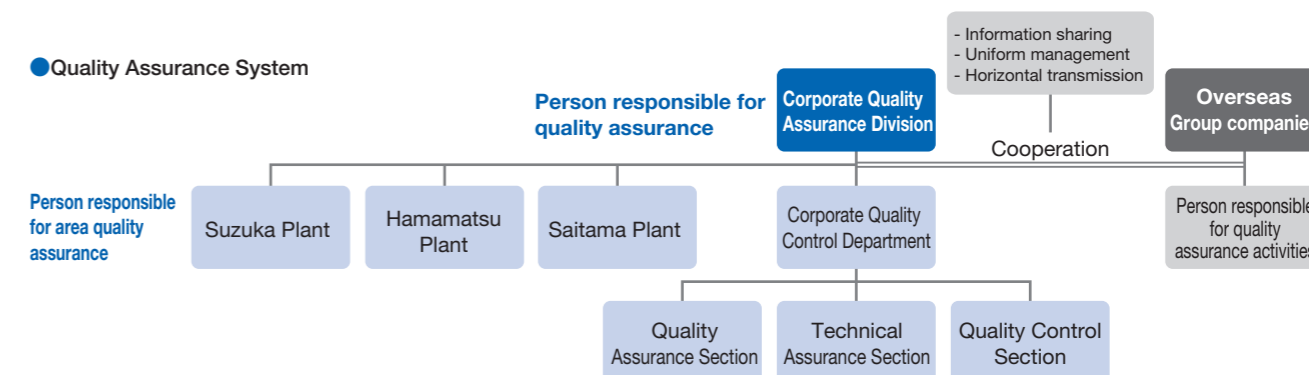 ●Quality Assurance System
- Information sharing
- Uniform management
- Horizontal transmission
Person responsible for
quality assurance
Corporate Quality
Assurance Division
Overseas
Group companie
Cooperation
Person responsible
for area quality
assurance
Suzuka Plant
Hamamatsu
Plant
Saitama Plant
Corporate Quality
Control Department
Person responsible
for quality
assurance activities
Quality
Assurance Section
Technical
Assurance Section
Quality Control
Section